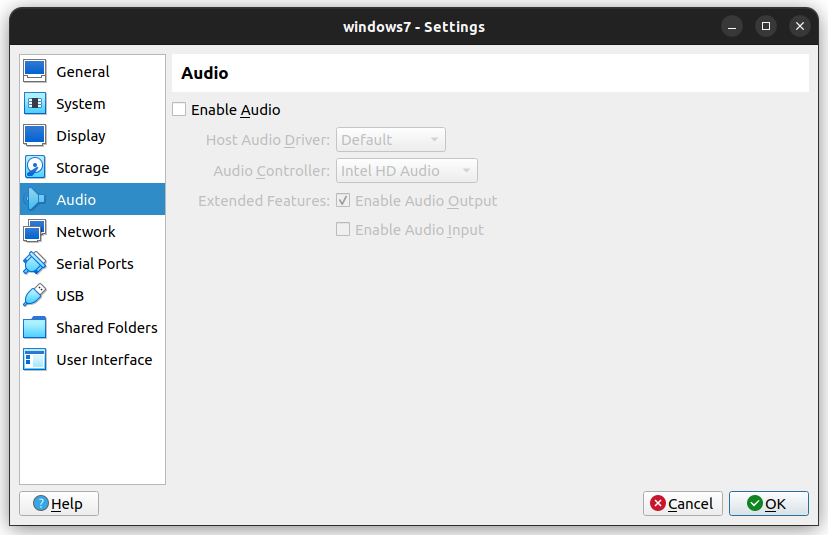 windows7 - Settings
General
System
Display
Storage
Audio
Network
Serial Ports
USB
Shared Folders
User Interface
Audio
Enable Audio
Host Audio Driver: Default
Audio Controller: Intel HD Audio
Extended Features: Enable Audio Output
Enable Audio Input
Help
Cancel
OK